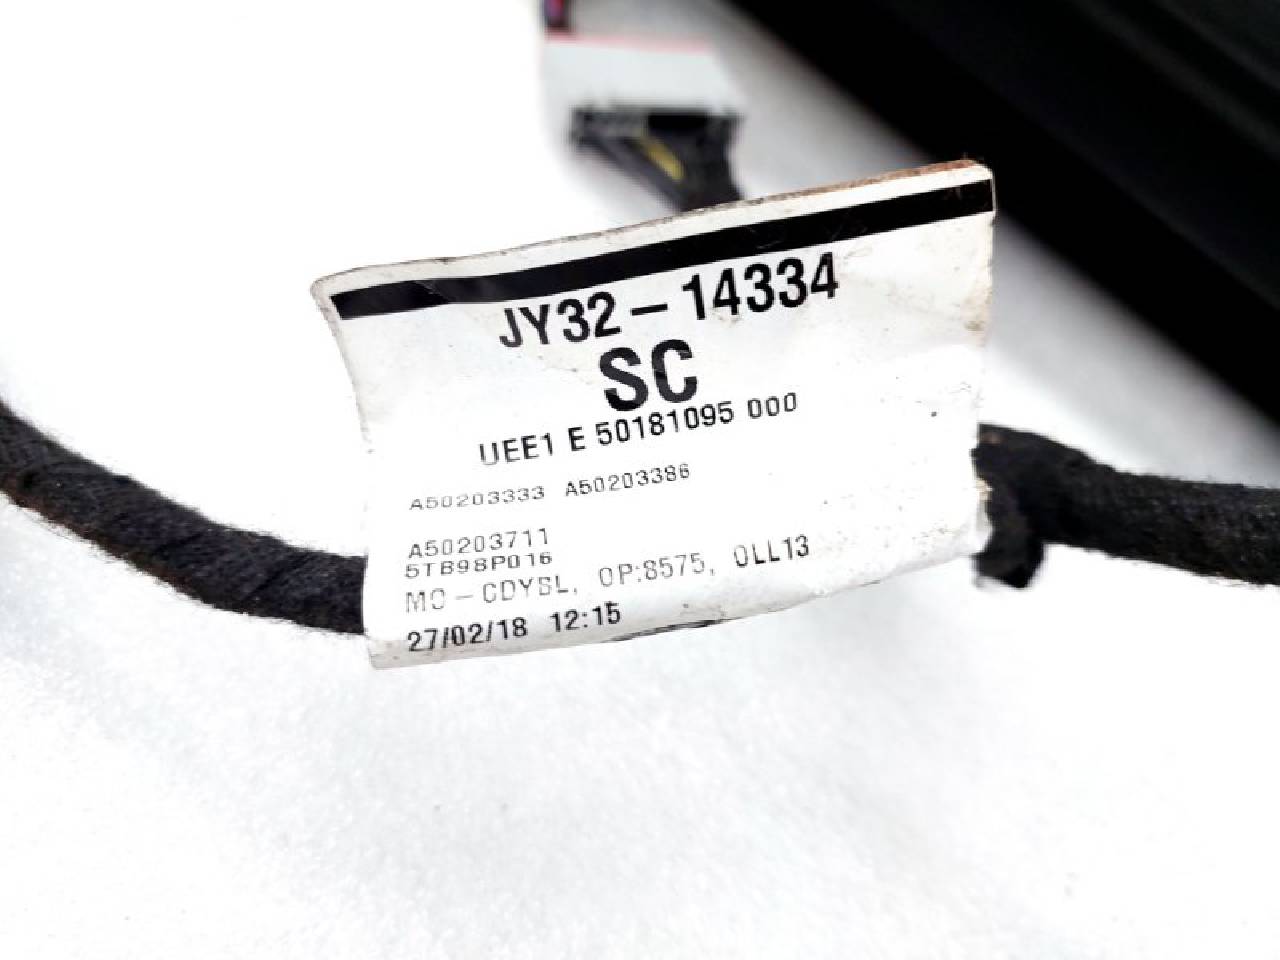 JY32-14334
SC
UEE1 E 50181095 000
A50203333 A50203386
A50203711
5TB98P016
MO-CDYSL, OP:8575, OLL13
27/02/18 12:15